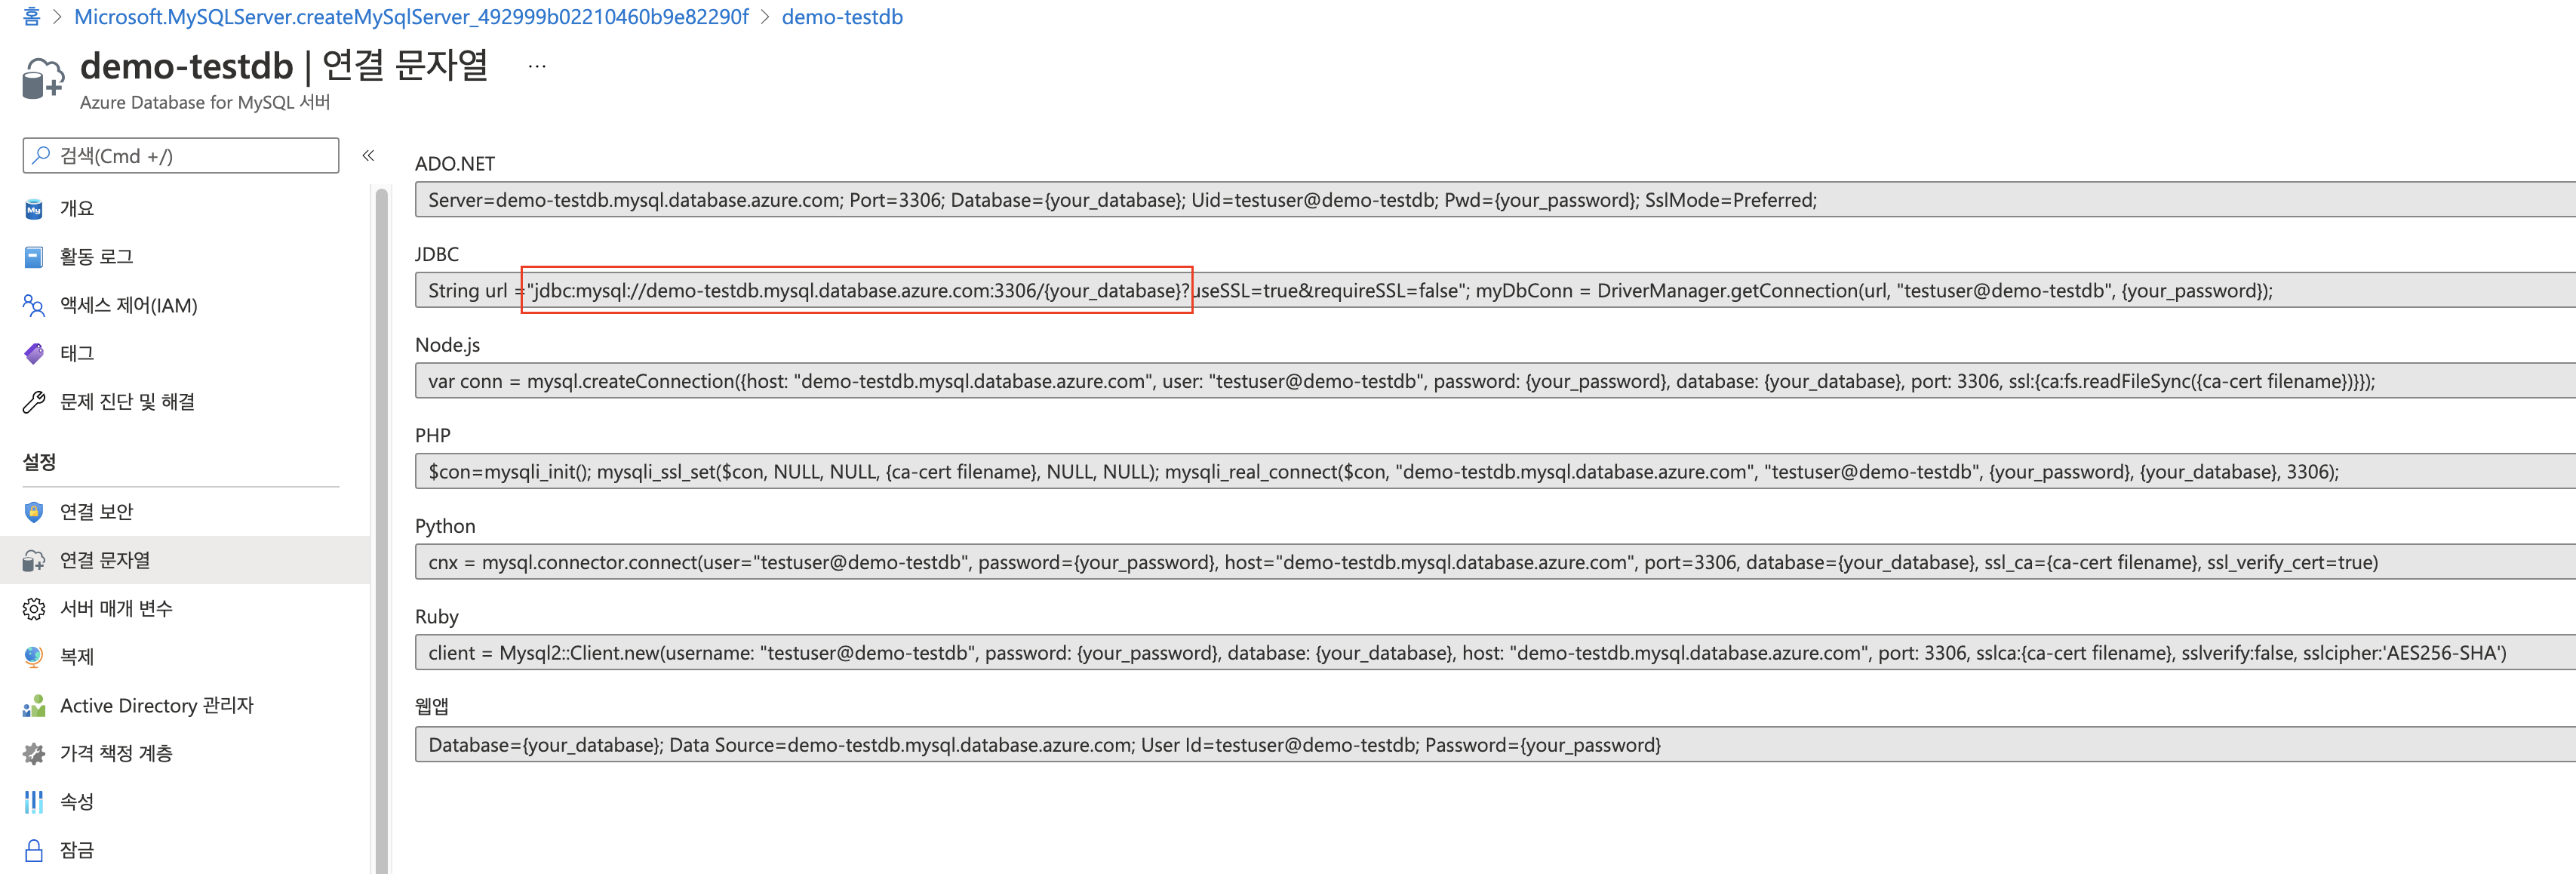 홈 > Microsoft.MySQLServer.createMySqlServer_492999b02210460b9e82290f > demo-testdb
demo-testdb | 연결 문자열 ...
Azure Database for MySQL 서버
검색(Cmd +/) «
개요
활동 로그
액세스 제어(IAM)
태그
문제 진단 및 해결
설정
연결 보안
연결 문자열
서버 매개 변수
복제
Active Directory 관리자
가격 책정 계층
속성
잠금
ADO.NET
Server=demo-testdb.mysql.database.azure.com; Port=3306; Database={your_database}; Uid=testuser@demo-testdb; Pwd={your_password}; SslMode=Preferred;
JDBC
String url ="jdbc:mysql://demo-testdb.mysql.database.azure.com:3306/{your_database}?useSSL=true&requireSSL=false"; myDbConn = DriverManager.getConnection(url, "testuser@demo-testdb", {your_password});
Node.js
var conn = mysql.createConnection({host: "demo-testdb.mysql.database.azure.com", user: "testuser@demo-testdb", password: {your_password}, database: {your_database}, port: 3306, ssl:{ca:fs.readFileSync({ca-cert filename})}});
PHP
$con=mysqli_init(); mysqli_ssl_set($con, NULL, NULL, {ca-cert filename}, NULL, NULL); mysqli_real_connect($con, "demo-testdb.mysql.database.azure.com", "testuser@demo-testdb", {your_password}, {your_database}, 3306);
Python
cnx = mysql.connector.connect(user="testuser@demo-testdb", password={your_password}, host="demo-testdb.mysql.database.azure.com", port=3306, database={your_database}, ssl_ca={ca-cert filename}, ssl_verify_cert=true)
Ruby
client = Mysql2::Client.new(username: "testuser@demo-testdb", password: {your_password}, database: {your_database}, host: "demo-testdb.mysql.database.azure.com", port: 3306, sslca:{ca-cert filename}, sslverify:false, sslcipher:'AES256-SHA')
웹앱
Database={your_database}; Data Source=demo-testdb.mysql.database.azure.com; User Id=testuser@demo-testdb; Password={your_password}